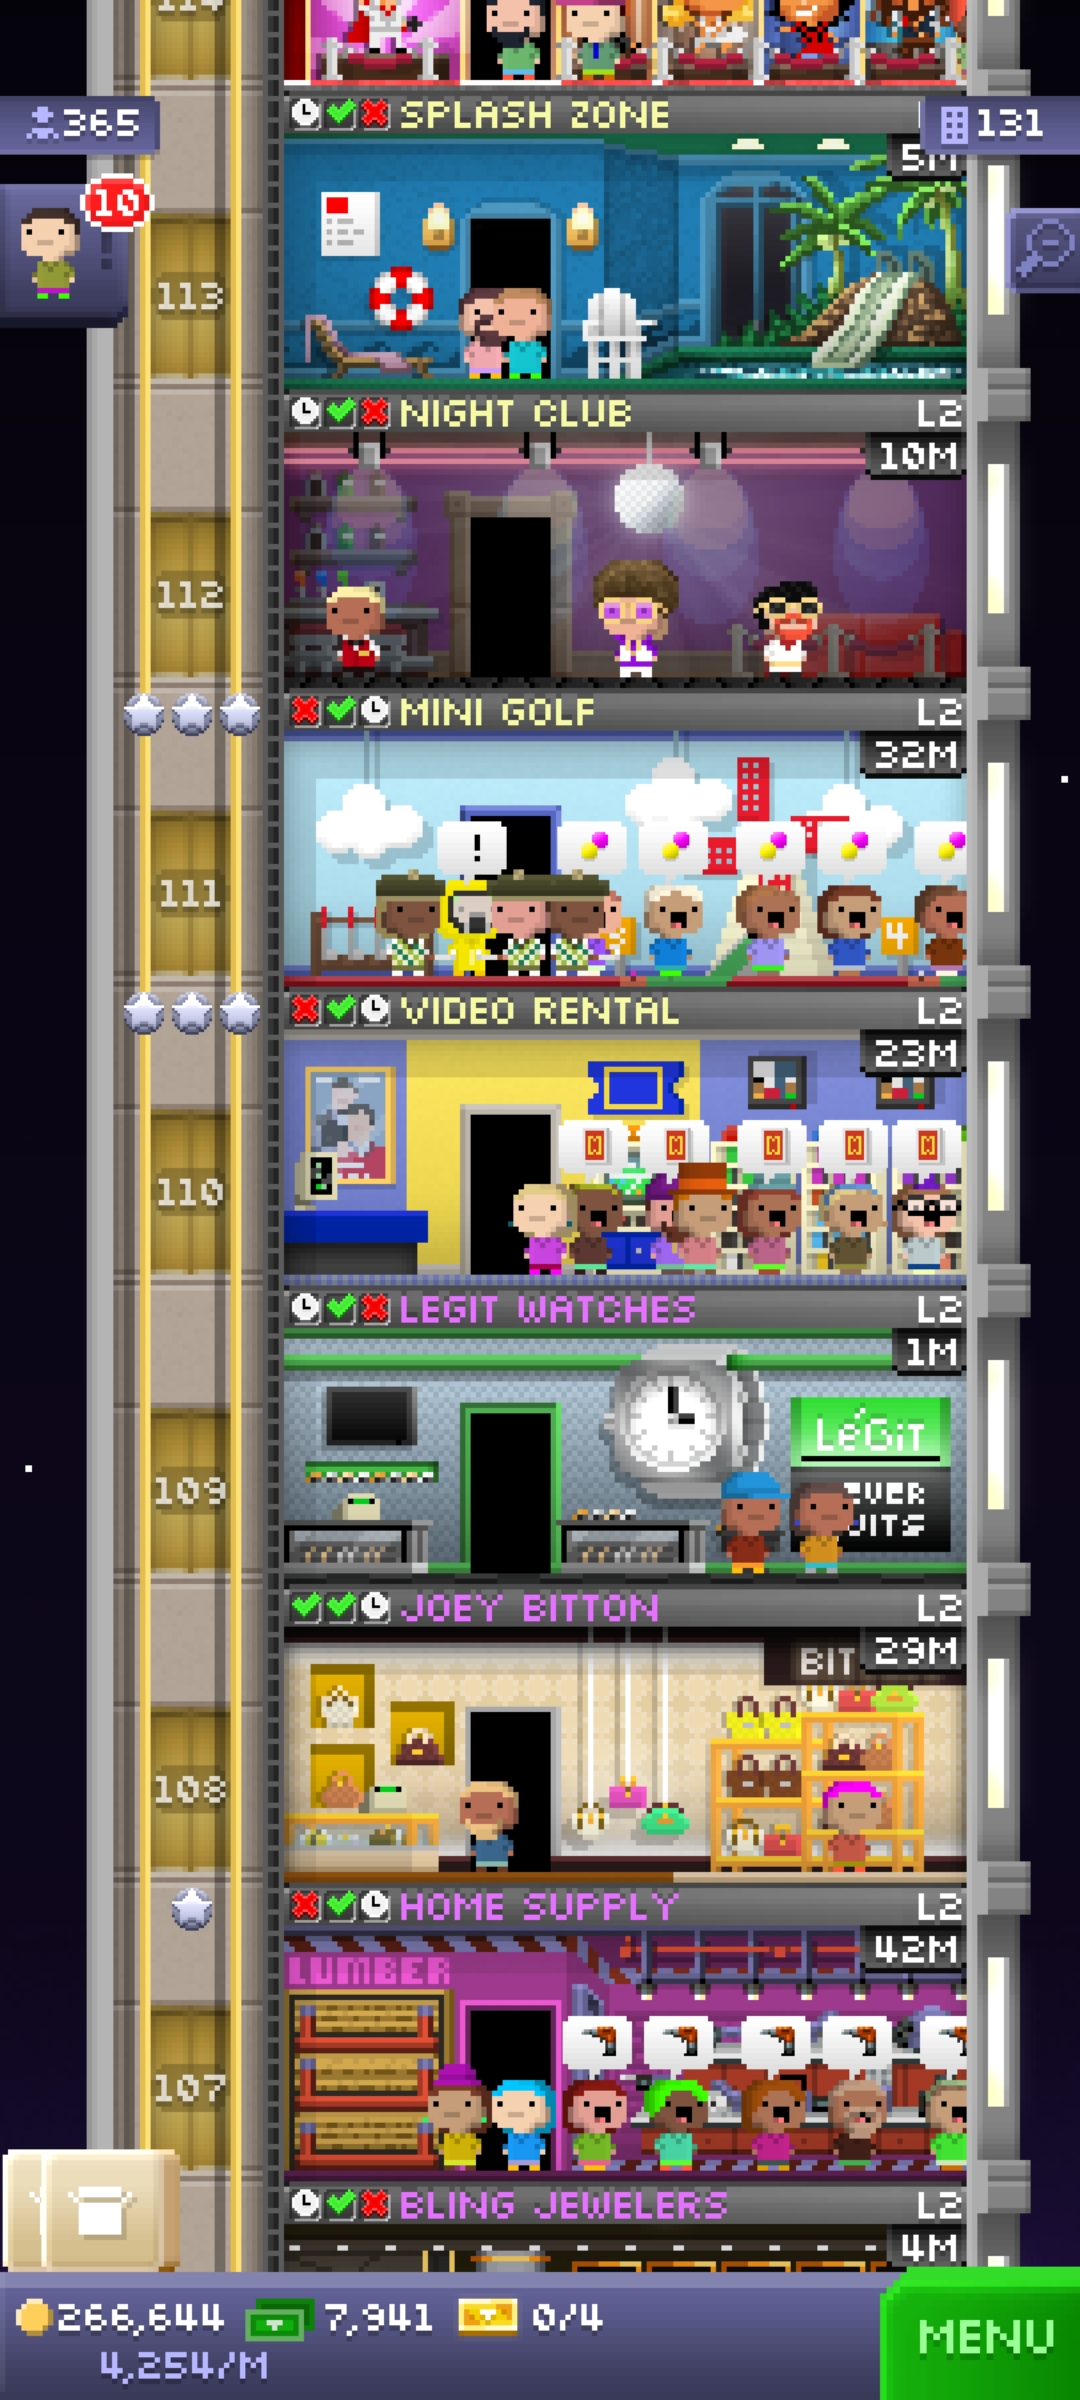 114
SPLASH ZONE
365
131
5M
10
113
NIGHT CLUB L2
10M
112
MINI GOLF L2
32M
!
111
4
VIDEO RENTAL L2
23M
110
LEGIT WATCHES L2
1M
LéGiT
109
JOEY BITTON L2
BIT 29M
108
HOME SUPPLY L2
42M
LUMBER
107
BLING JEWELERS L2
4M
266,644 7,941 0/4
MENU
4,254/M